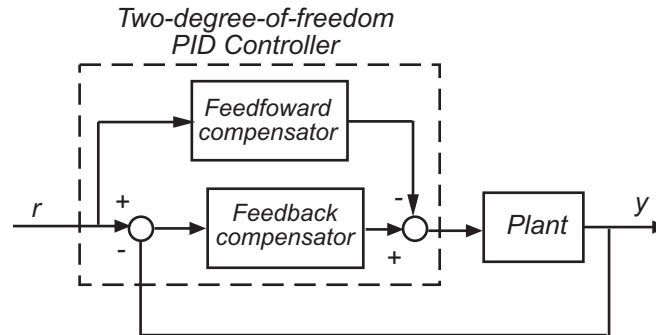 Two-degree-of-freedom
PID Controller
Feedfoward
compensator
r
+
-
Feedback
compensator
-
+
Plant
y